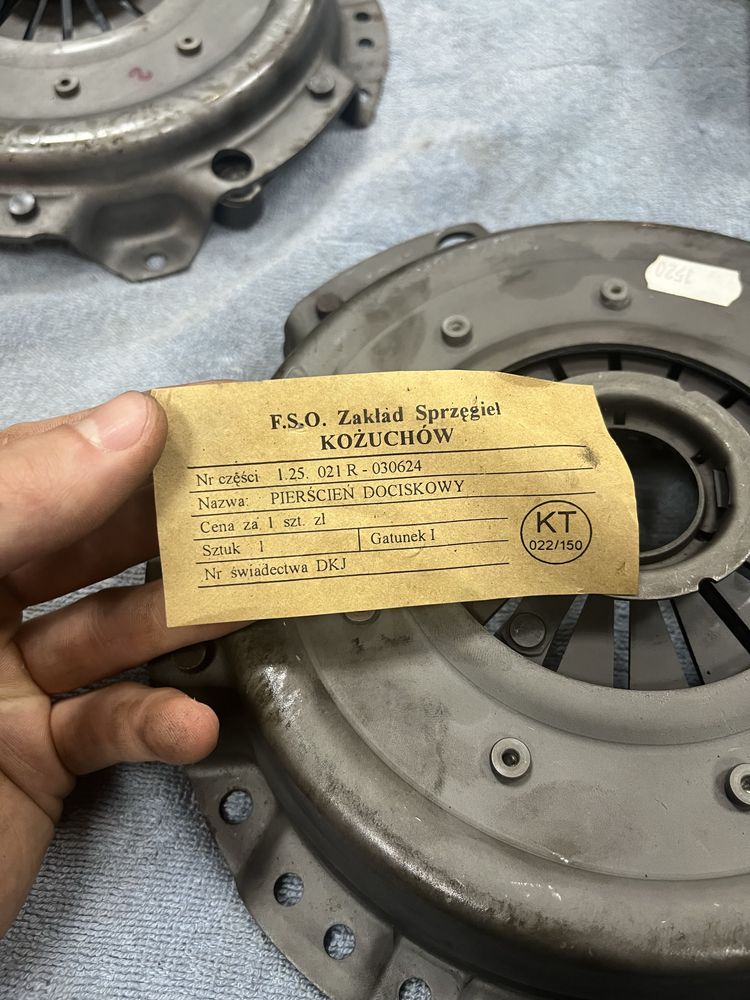 F.S.O. Zakład Sprzęgieł
KOŻUCHÓW
Nr części 1.25. 021 R - 030624
Nazwa: PIERŚCIEŃ DOCISKOWY
Cena za 1 szt. zł
Sztuk 1 Gatunek I
Nr świadectwa DKJ
KT
022/150
3520